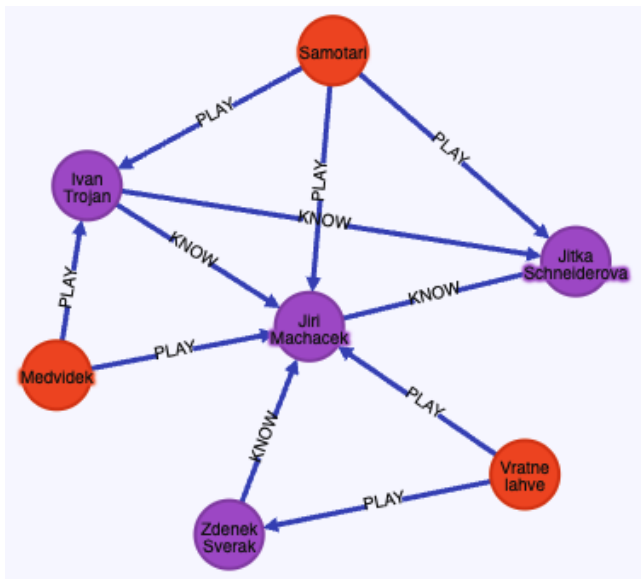 Samotari
PLAY
PLAY
PLAY
Ivan
Trojan
KNOW
KNOW
Jitka
Schneiderova
KNOW
PLAY
Jiri
Machacek
PLAY
Medvidek
PLAY
KNOW
Vratne
lahve
PLAY
Zdenek
Sverak